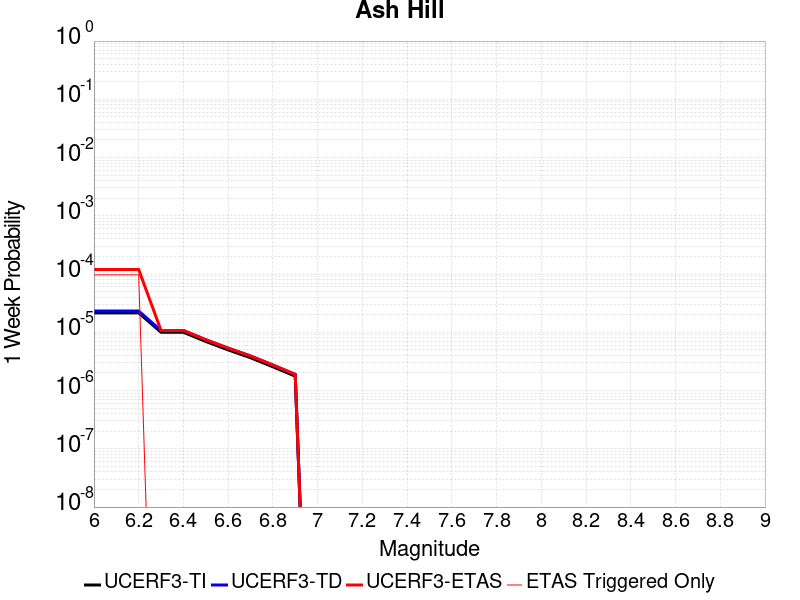 Ash Hill
10^0
10^-1
10^-2
10^-3
10^-4
10^-5
10^-6
10^-7
10^-8
1 Week Probability
6 6.2 6.4 6.6 6.8 7 7.2 7.4 7.6 7.8 8 8.2 8.4 8.6 8.8 9
Magnitude
UCERF3-TI UCERF3-TD UCERF3-ETAS ETAS Triggered Only